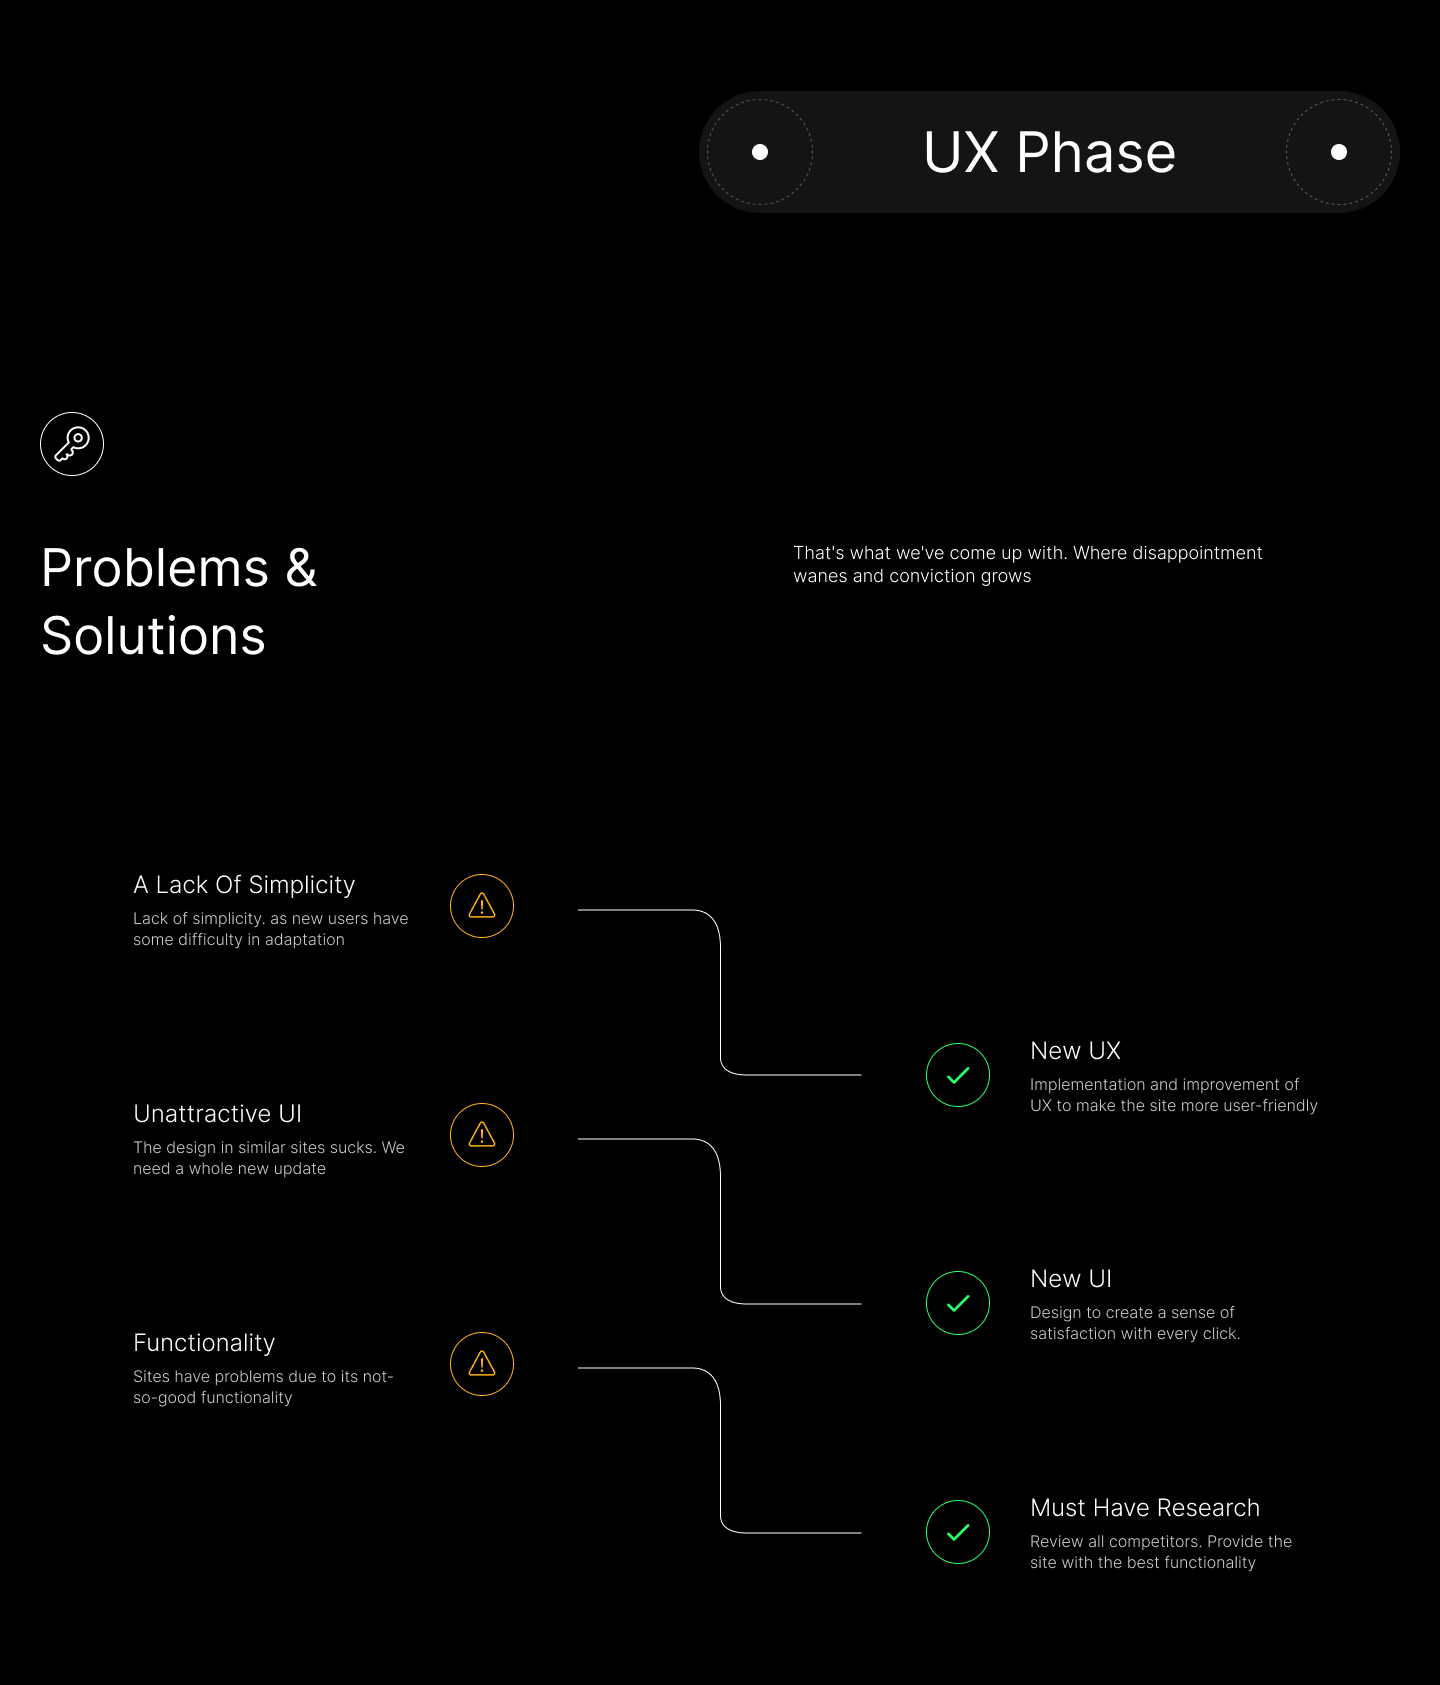 UX Phase
Problems &
Solutions
That's what we've come up with. Where disappointment
wanes and conviction grows
A Lack Of Simplicity
Lack of simplicity. as new users have
some difficulty in adaptation
New UX
Implementation and improvement of
UX to make the site more user-friendly
Unattractive UI
The design in similar sites sucks. We
need a whole new update
New UI
Design to create a sense of
satisfaction with every click.
Functionality
Sites have problems due to its not-
so-good functionality
Must Have Research
Review all competitors. Provide the
site with the best functionality